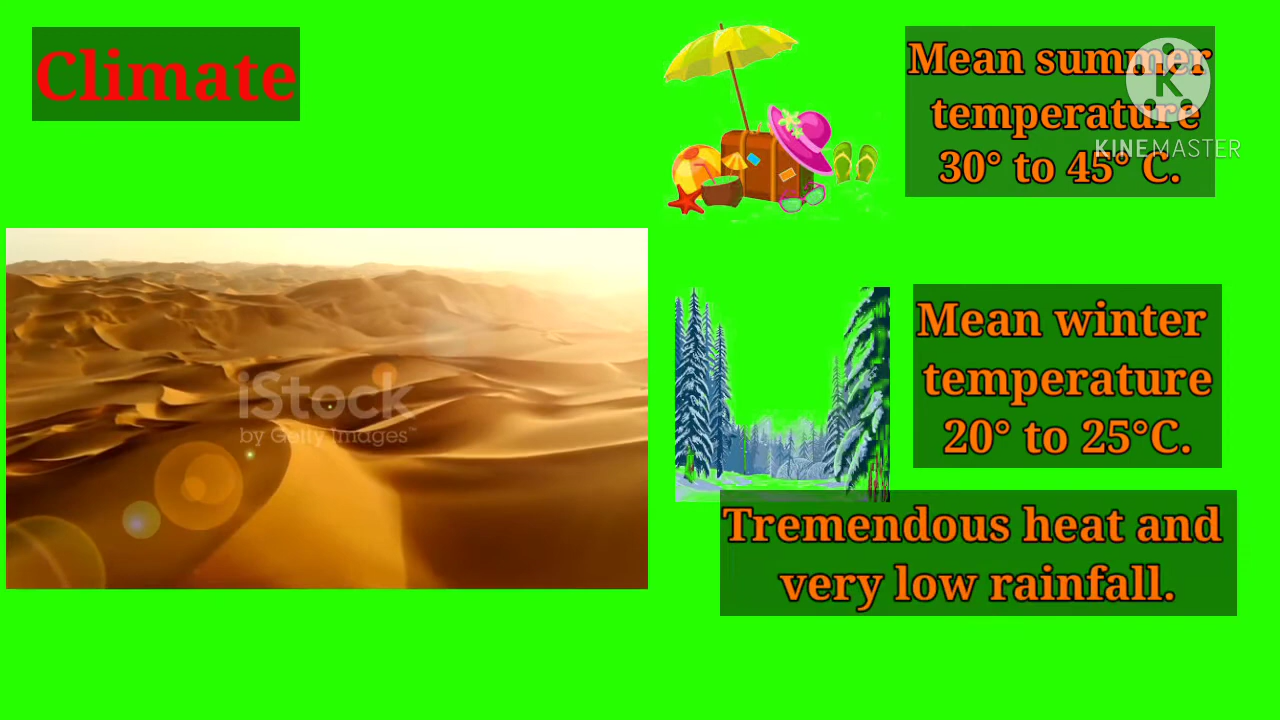 Climate
Mean summer
temperature
30° to 45° C.
K
KINEMASTER
iStock
by Getty Images™
Mean winter
temperature
20° to 25°C.
Tremendous heat and
very low rainfall.